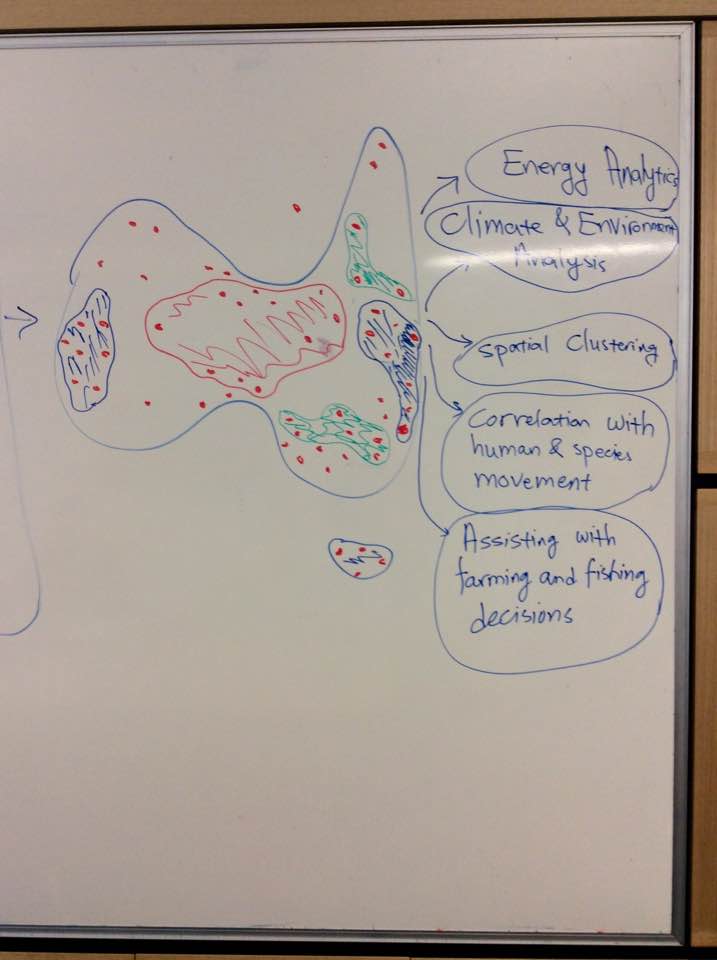 Energy Analytics
Climate & Environment
Analysis
Spatial Clustering
Correlation with
human & species
movement
Assisting with
farming and fishing
decisions